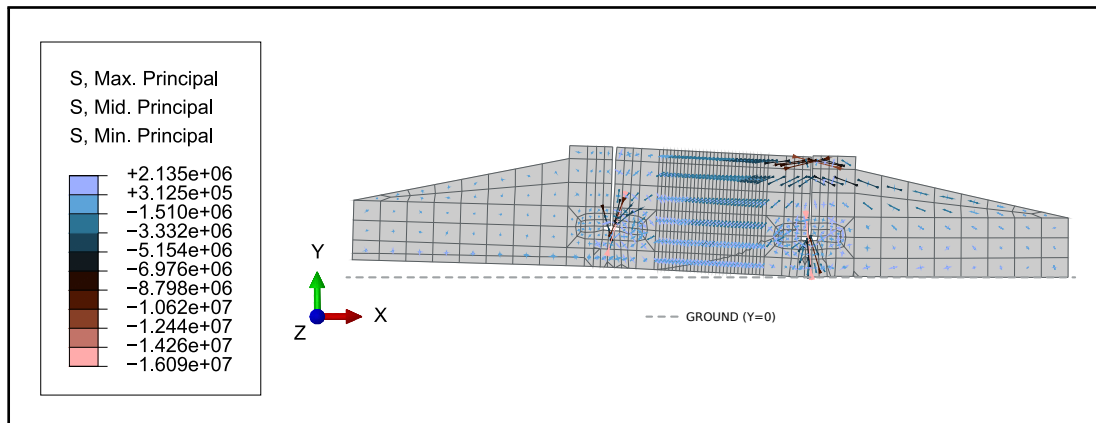 S, Max. Principal
S, Mid. Principal
S, Min. Principal
+2.135e+06
+3.125e+05
−1.510e+06
−3.332e+06
−5.154e+06
−6.976e+06
−8.798e+06
−1.062e+07
−1.244e+07
−1.426e+07
−1.609e+07
Y
X
Z
GROUND (Y=0)